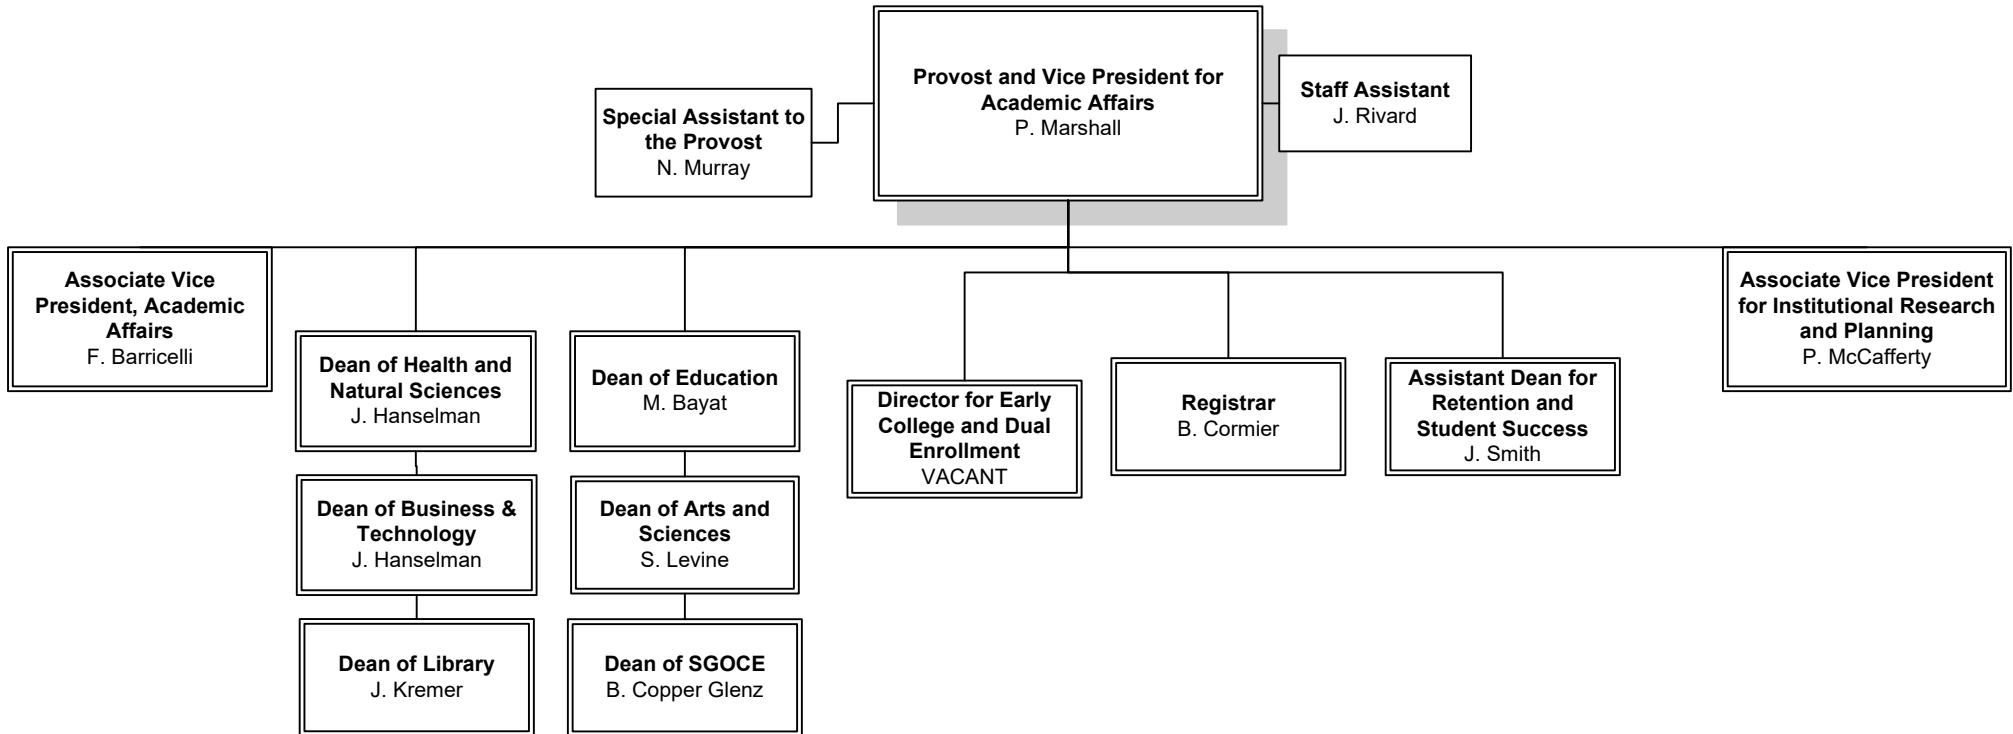 Provost and Vice President for
Academic Affairs
P. Marshall
Special Assistant to
the Provost
N. Murray
Staff Assistant
J. Rivard
Associate Vice
President, Academic
Affairs
F. Barricelli
Dean of Health and
Natural Sciences
J. Hanselman
Dean of Business &
Technology
J. Hanselman
Dean of Library
J. Kremer
Dean of Education
M. Bayat
Dean of Arts and
Sciences
S. Levine
Dean of SGOCE
B. Copper Glenz
Director for Early
College and Dual
Enrollment
VACANT
Registrar
B. Cormier
Assistant Dean for
Retention and
Student Success
J. Smith
Associate Vice President
for Institutional Research
and Planning
P. McCafferty